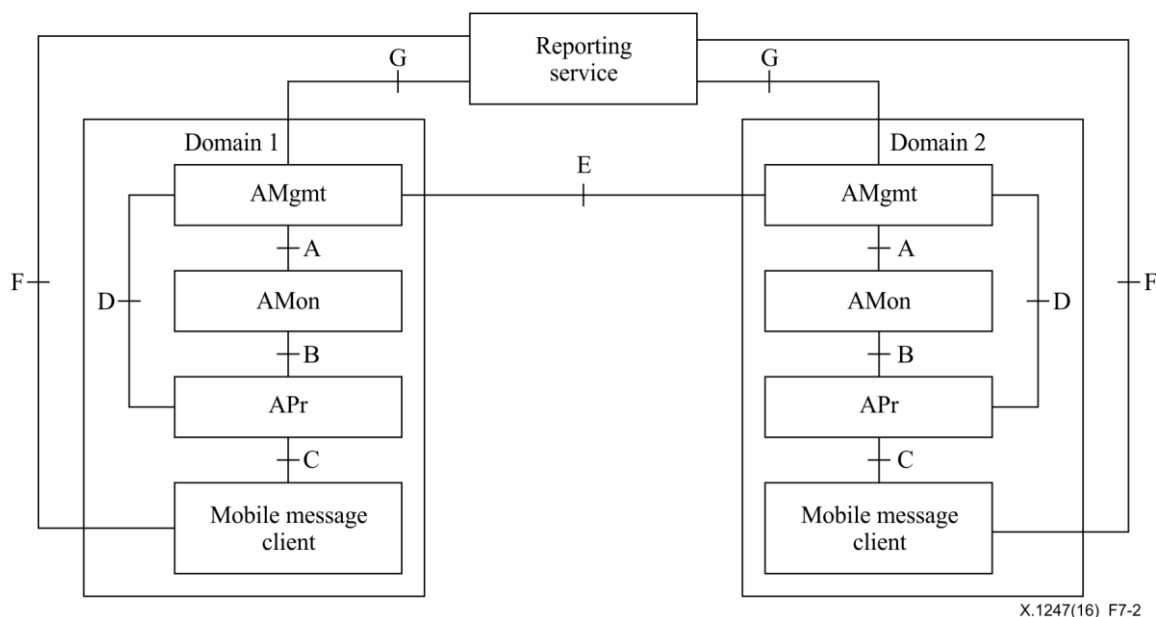 Reporting
service
G
G
Domain 1
Domain 2
E
AMgmt
AMgmt
A
A
F
D
AMon
AMon
D
F
B
B
APr
APr
C
C
Mobile message
client
Mobile message
client
X.1247(16) F7-2